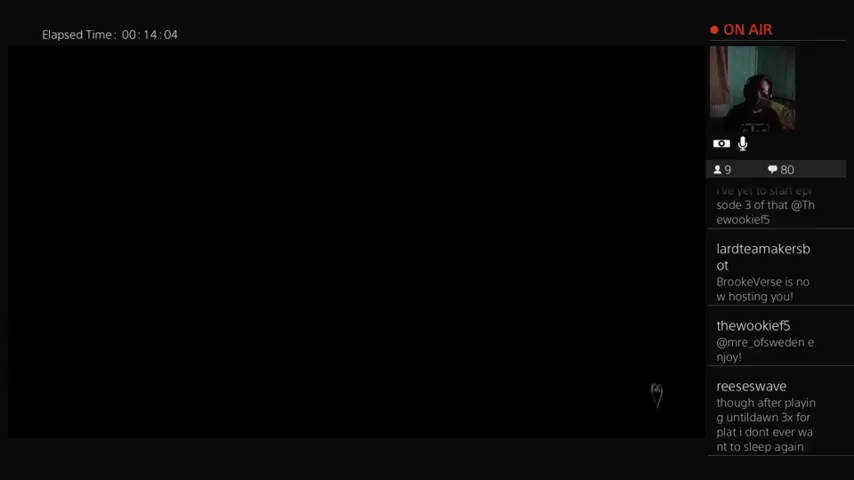 Elapsed Time: 00:14:04
ON AIR
9 80
i've yet to start epi
sode 3 of that @Th
ewookief5
lardteamakersb
ot
BrookeVerse is no
w hosting you!
thewookief5
@mre_ofsweden e
njoy!
reeseswave
though after playin
g untildawn 3x for
plat i dont ever wa
nt to sleep again